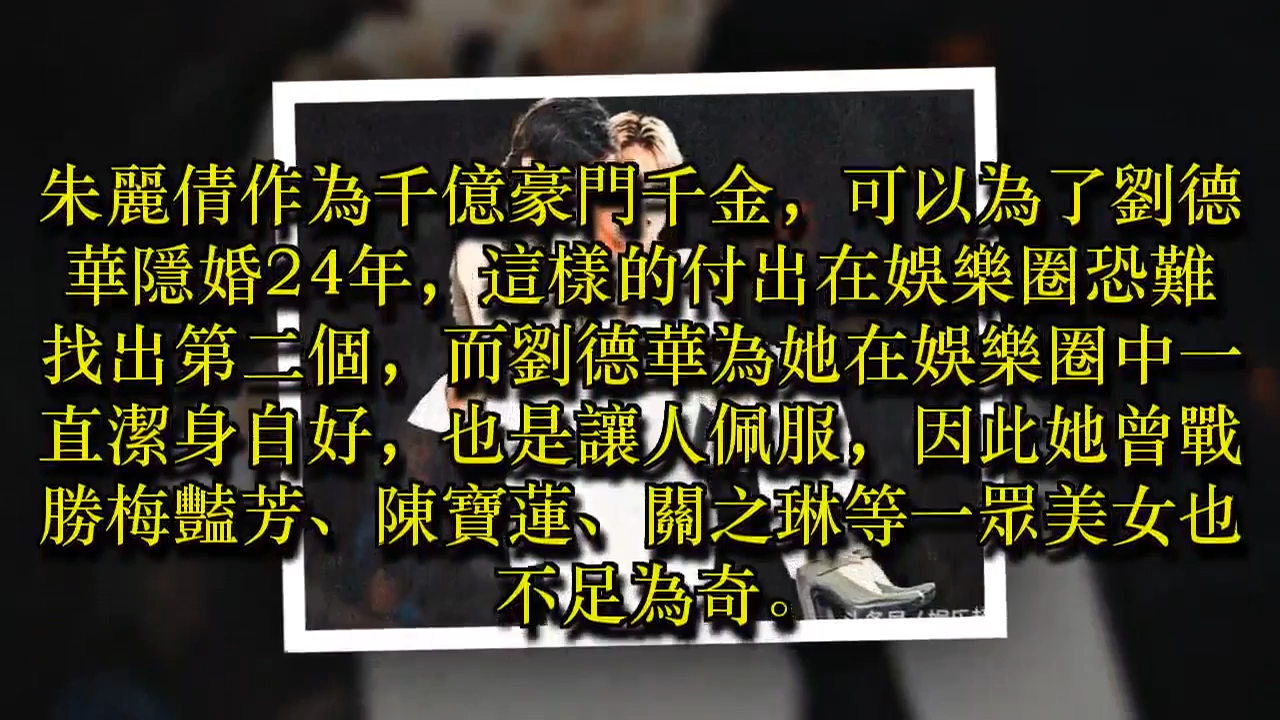 朱麗倩作為千億豪門千金，可以為了劉德
華隱婚24年，這樣的付出在娛樂圈恐難
找出第二個，而劉德華為她在娛樂圈中一
直潔身自好，也是讓人佩服，因此她曾戰
勝梅豔芳、陳寶蓮、關之琳等一眾美女也
不足為奇。